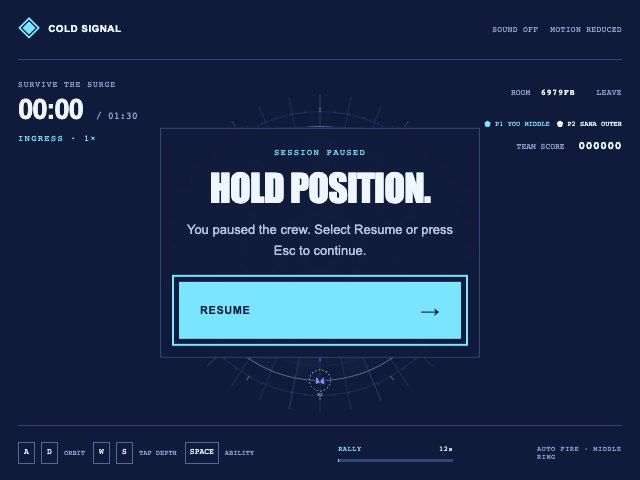 COLD SIGNAL
SOUND OFF MOTION REDUCED
SURVIVE THE SURGE
00:00 / 01:30
INGRESS · 1×
ROOM 6979FB LEAVE
P1 YOU MIDDLE P2 SANA OUTER
TEAM SCORE 000000
SESSION PAUSED
HOLD POSITION.
You paused the crew. Select Resume or press
Esc to continue.
RESUME →
A D ORBIT W S TAP DEPTH SPACE ABILITY
RALLY 12s
AUTO FIRE · MIDDLE
RING